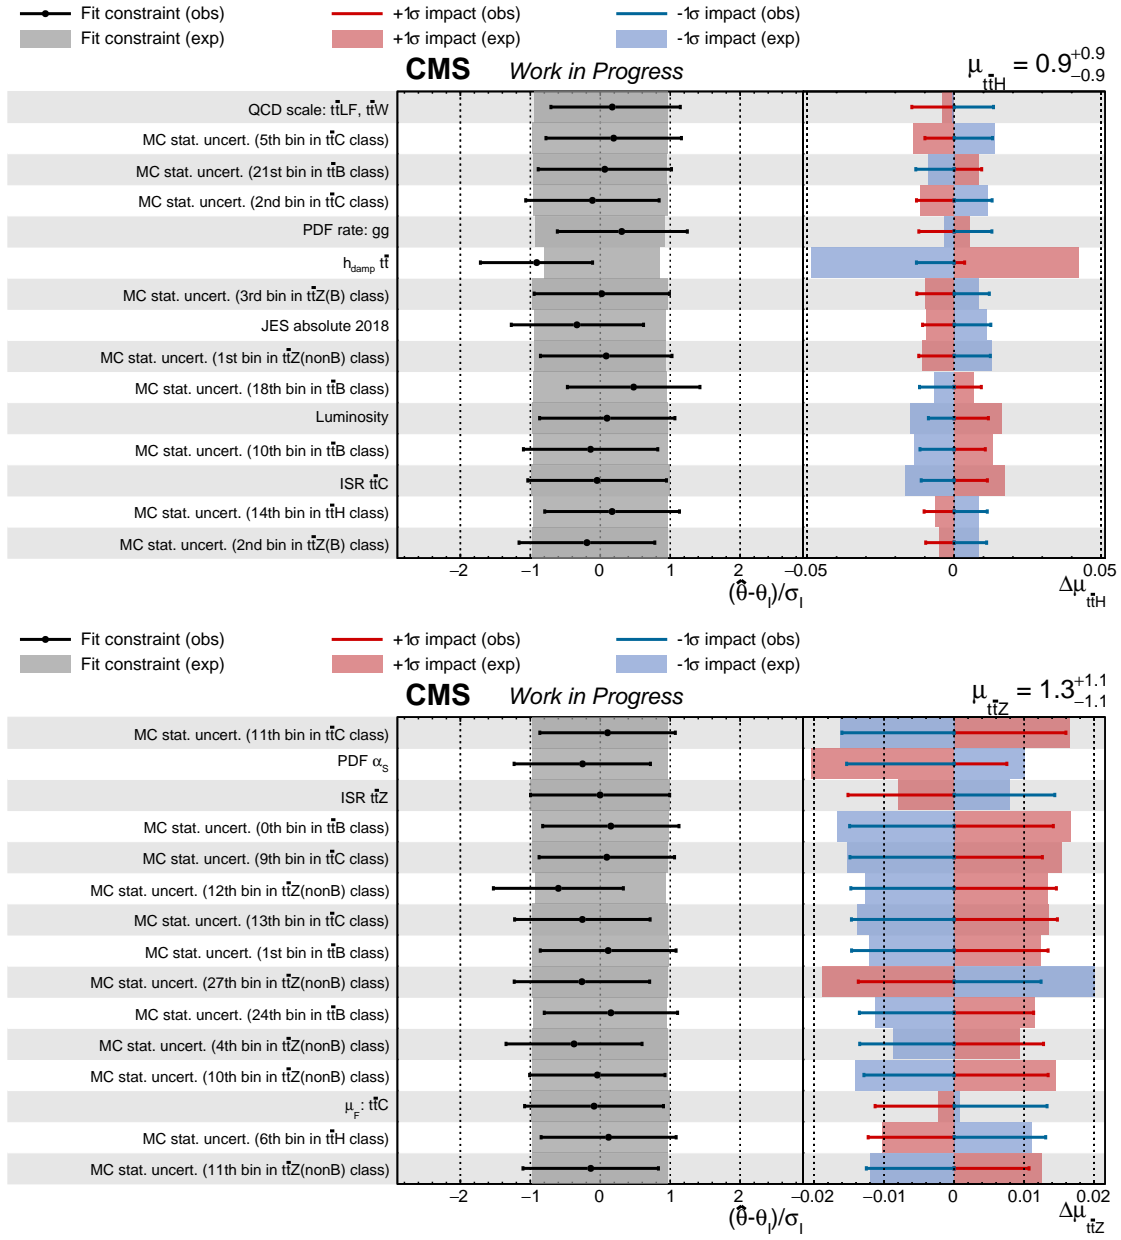 Fit constraint (obs) +1σ impact (obs) -1σ impact (obs)
Fit constraint (exp) +1σ impact (exp) -1σ impact (exp)
CMS Work in Progress μ_{tt̄H} = 0.9^{+0.9}_{−0.9}
QCD scale: tt̄LF, tt̄W
MC stat. uncert. (5th bin in tt̄C class)
MC stat. uncert. (21st bin in tt̄B class)
MC stat. uncert. (2nd bin in tt̄C class)
PDF rate: gg
h_{damp} tt̄
MC stat. uncert. (3rd bin in tt̄Z(B) class)
JES absolute 2018
MC stat. uncert. (1st bin in tt̄Z(nonB) class)
MC stat. uncert. (18th bin in tt̄B class)
Luminosity
MC stat. uncert. (10th bin in tt̄B class)
ISR tt̄C
MC stat. uncert. (14th bin in tt̄H class)
MC stat. uncert. (2nd bin in tt̄Z(B) class)
−2 −1 0 1 2 −0.05 0 0.05
(θ̂-θ_I)/σ_I Δμ_{tt̄H}
Fit constraint (obs) +1σ impact (obs) -1σ impact (obs)
Fit constraint (exp) +1σ impact (exp) -1σ impact (exp)
CMS Work in Progress μ_{tt̄Z} = 1.3^{+1.1}_{−1.1}
MC stat. uncert. (11th bin in tt̄C class)
PDF α_S
ISR tt̄Z
MC stat. uncert. (0th bin in tt̄B class)
MC stat. uncert. (9th bin in tt̄C class)
MC stat. uncert. (12th bin in tt̄Z(nonB) class)
MC stat. uncert. (13th bin in tt̄C class)
MC stat. uncert. (1st bin in tt̄B class)
MC stat. uncert. (27th bin in tt̄Z(nonB) class)
MC stat. uncert. (24th bin in tt̄B class)
MC stat. uncert. (4th bin in tt̄Z(nonB) class)
MC stat. uncert. (10th bin in tt̄Z(nonB) class)
μ_F: tt̄C
MC stat. uncert. (6th bin in tt̄H class)
MC stat. uncert. (11th bin in tt̄Z(nonB) class)
−2 −1 0 1 2 −0.02 −0.01 0 0.01 0.02
(θ̂-θ_I)/σ_I Δμ_{tt̄Z}